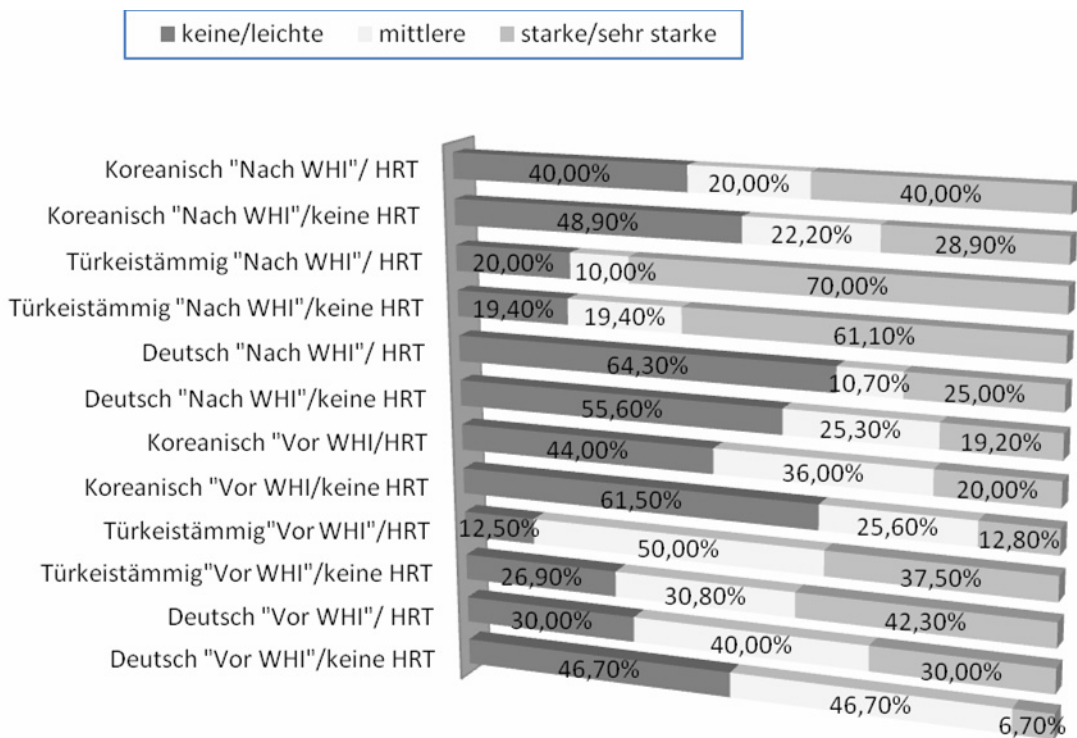 keine/leichte mittlere starke/sehr starke
Koreanisch "Nach WHI"/ HRT 40,00% 20,00% 40,00%
Koreanisch "Nach WHI"/keine HRT 48,90% 22,20% 28,90%
Türkeistämmig "Nach WHI"/ HRT 20,00% 10,00% 70,00%
Türkeistämmig "Nach WHI"/keine HRT 19,40% 19,40% 61,10%
Deutsch "Nach WHI"/ HRT 64,30% 10,70% 25,00%
Deutsch "Nach WHI"/keine HRT 55,60% 25,30% 19,20%
Koreanisch "Vor WHI/HRT 44,00% 36,00% 20,00%
Koreanisch "Vor WHI/keine HRT 61,50% 25,60% 12,80%
Türkeistämmig"Vor WHI"/HRT 12,50% 50,00% 37,50%
Türkeistämmig"Vor WHI"/keine HRT 26,90% 30,80% 42,30%
Deutsch "Vor WHI"/ HRT 30,00% 40,00% 30,00%
Deutsch "Vor WHI"/keine HRT 46,70% 46,70% 6,70%